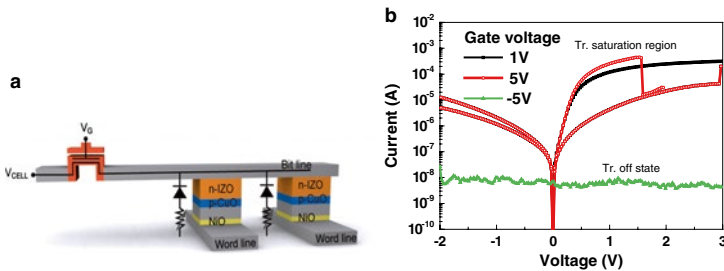 a
V_G
V_CELL
Bit line
n-IZO
n-IZO
p-CuO
p-CuO
NiO
NiO
Word line
Word line
b
Gate voltage
1V
5V
-5V
Tr. saturation region
Tr. off state
Current (A)
10^-2
10^-3
10^-4
10^-5
10^-6
10^-7
10^-8
10^-9
10^-10
-2 -1 0 1 2 3
Voltage (V)